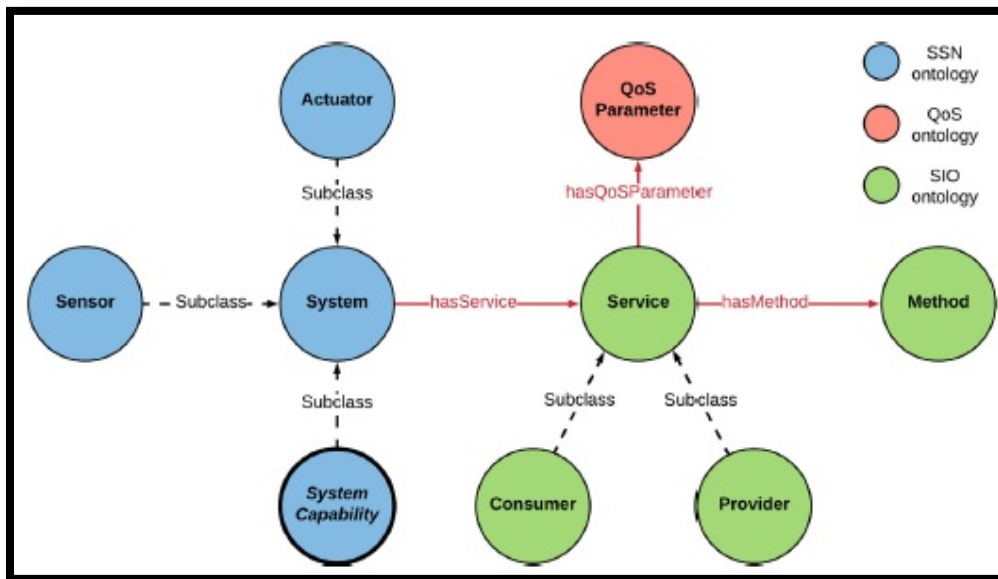 Actuator
QoS
Parameter
SSN
ontology
QoS
ontology
SIO
ontology
Subclass
hasQoSParameter
Sensor
Subclass
System
hasService
Service
hasMethod
Method
Subclass
Subclass
Subclass
System
Capability
Consumer
Provider